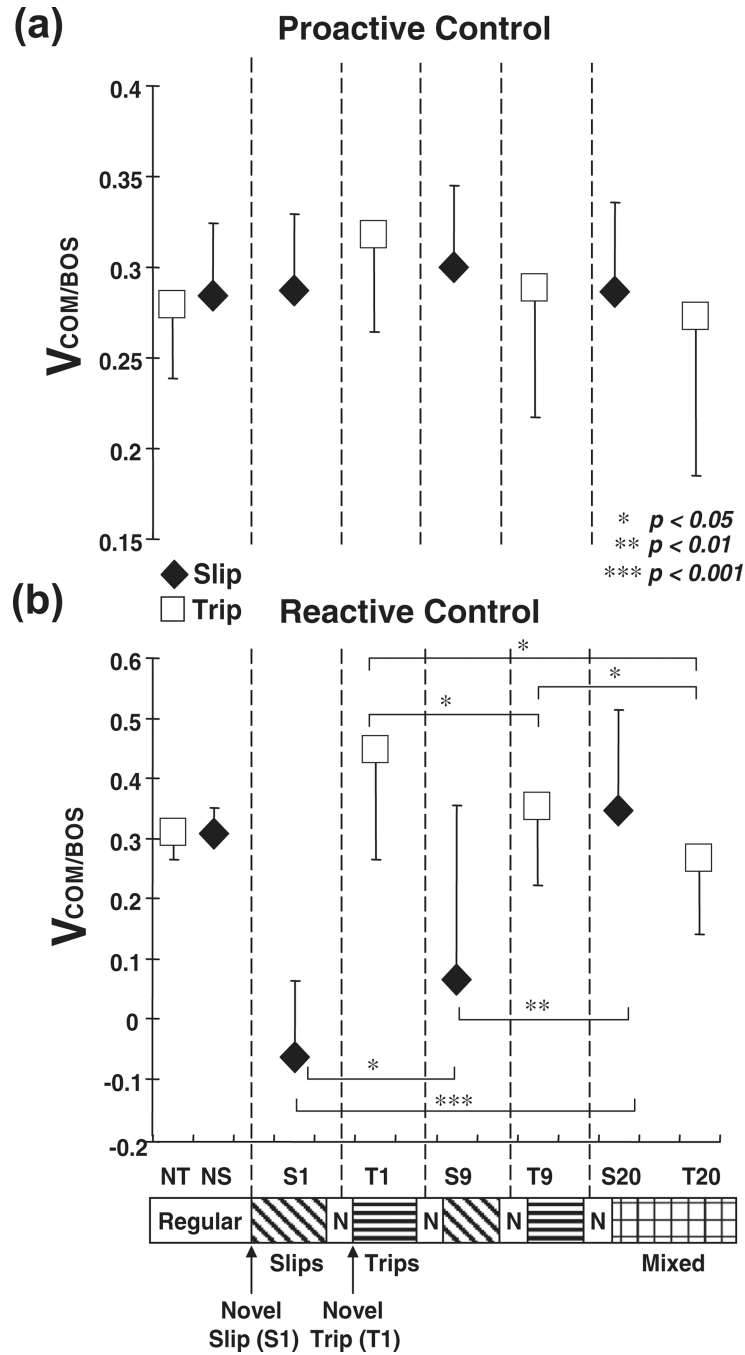 (a)
Proactive Control
0.4
0.35
0.3
0.25
0.2
0.15
VCOM/BOS
* p < 0.05
** p < 0.01
*** p < 0.001
Slip
Trip
(b)
Reactive Control
0.6
0.5
0.4
0.3
0.2
0.1
0
-0.1
-0.2
VCOM/BOS
*
*
*
**
*
***
NT NS S1 T1 S9 T9 S20 T20
Regular N N N N
Slips Trips Mixed
Novel Novel
Slip (S1) Trip (T1)